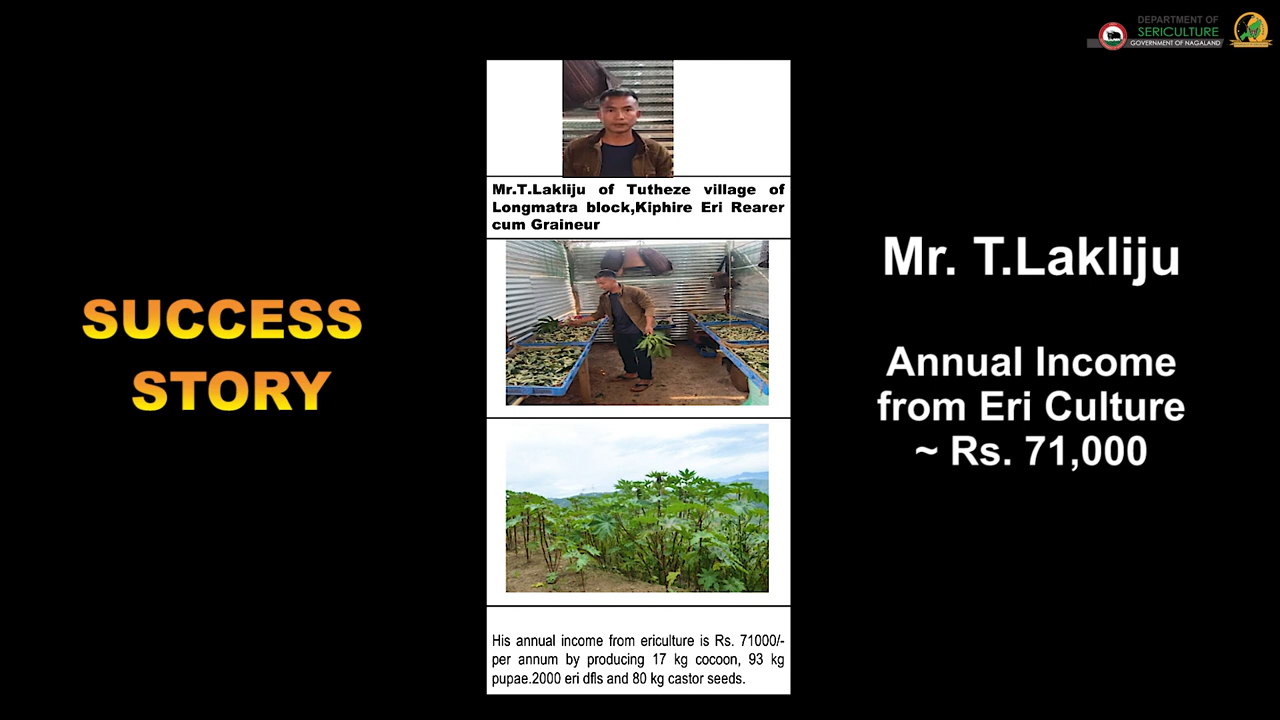 DEPARTMENT OF
SERICULTURE
GOVERNMENT OF NAGALAND
SUCCESS
STORY
Mr.T.Lakliju of Tutheze village of
Longmatra block,Kiphire Eri Rearer
cum Graineur
His annual income from ericulture is Rs. 71000/-
per annum by producing 17 kg cocoon, 93 kg
pupae.2000 eri dfls and 80 kg castor seeds.
Mr. T.Lakliju
Annual Income
from Eri Culture
~ Rs. 71,000